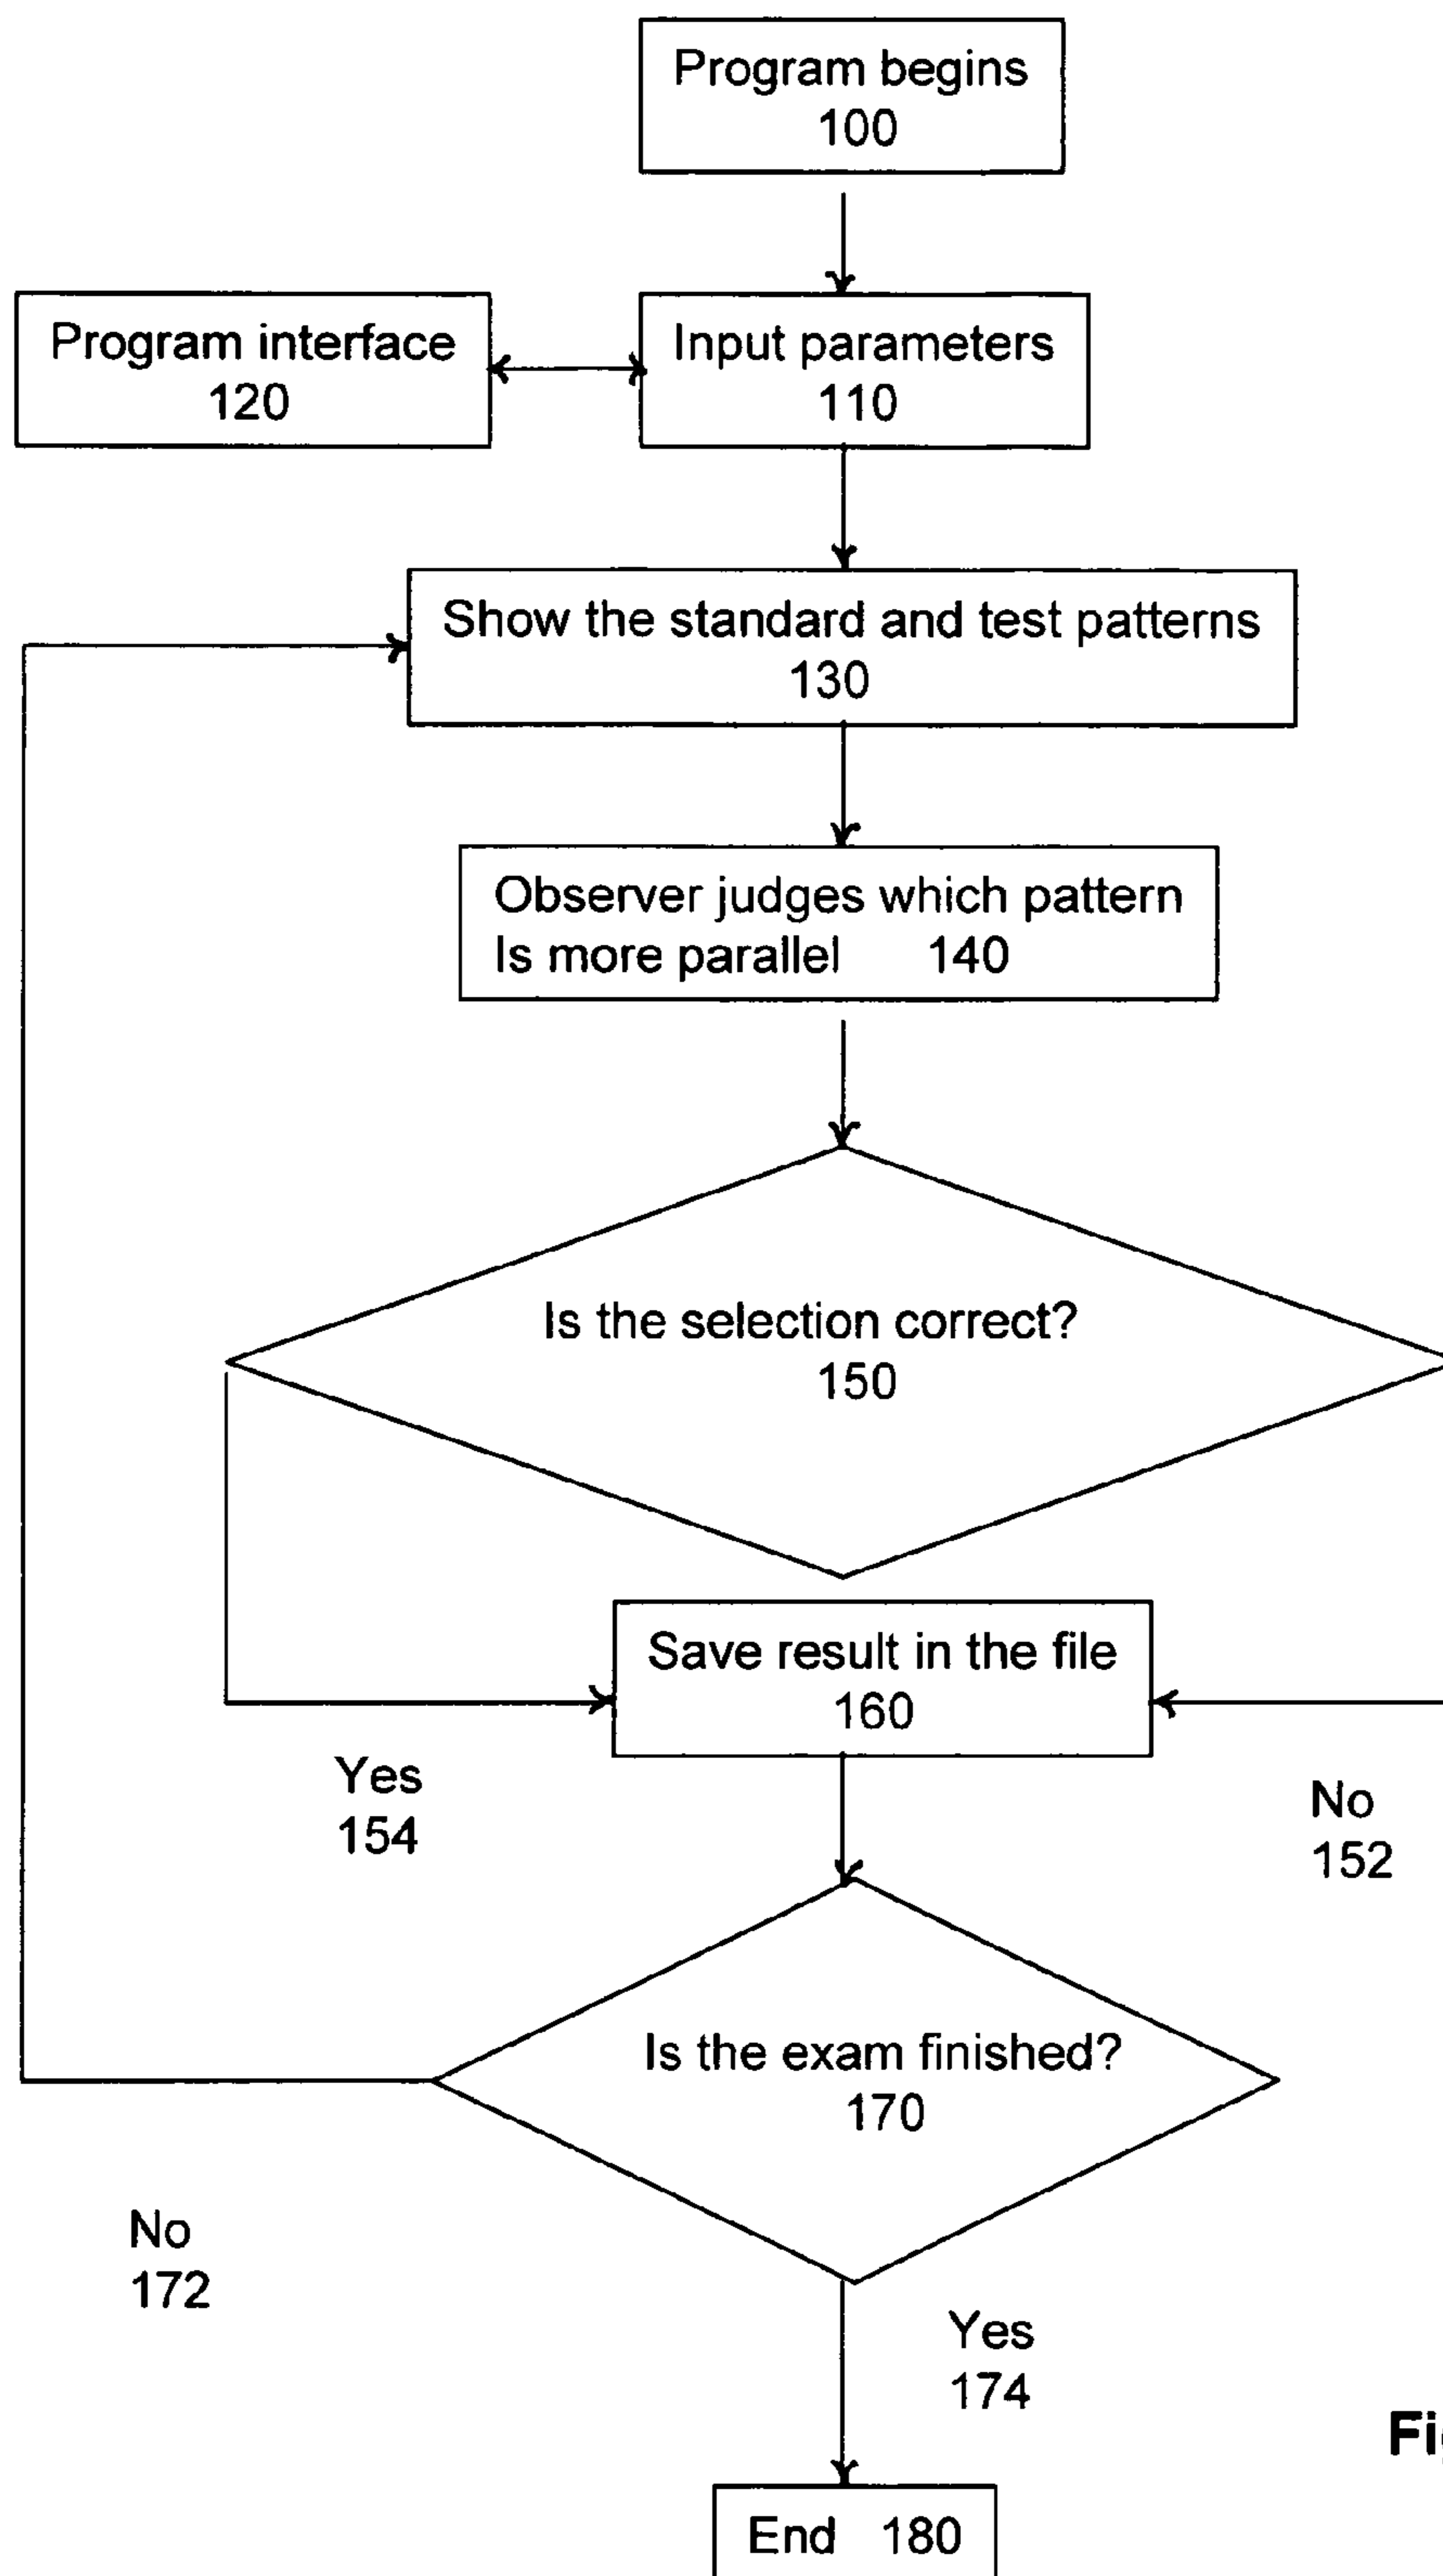 Program begins
100
Program interface
120
Input parameters
110
Show the standard and test patterns
130
Observer judges which pattern
Is more parallel 140
Is the selection correct?
150
Save result in the file
160
Yes
154
No
152
Is the exam finished?
170
No
172
Yes
174
End 180